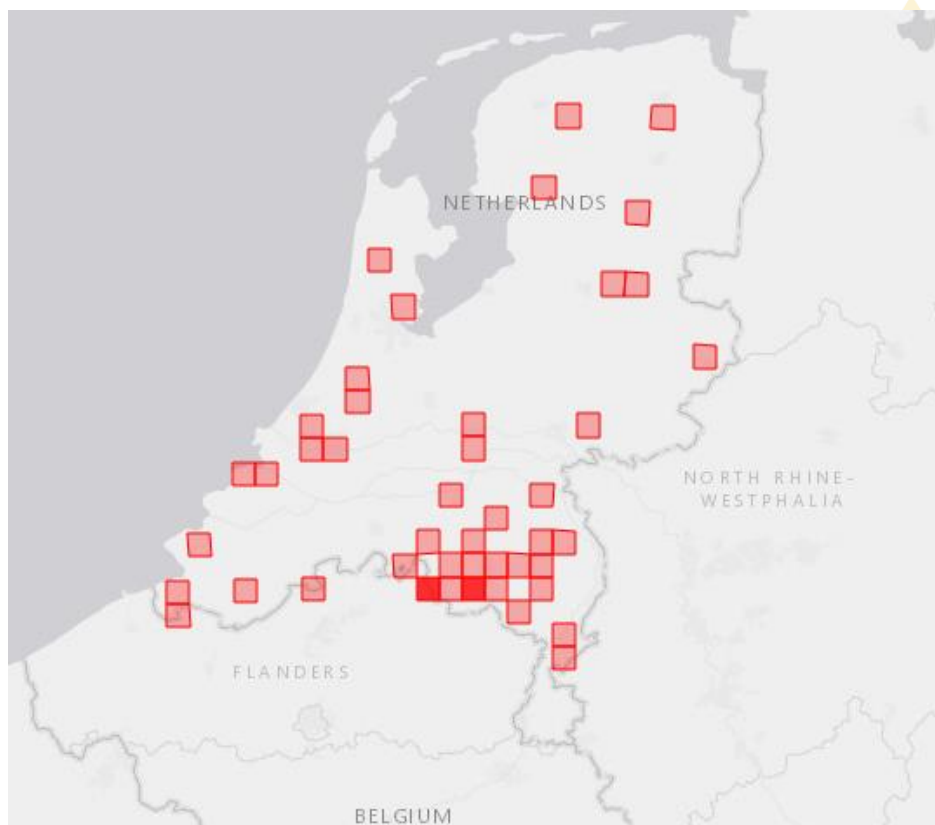 NETHERLANDS
NORTH RHINE-
WESTPHALIA
FLANDERS
BELGIUM